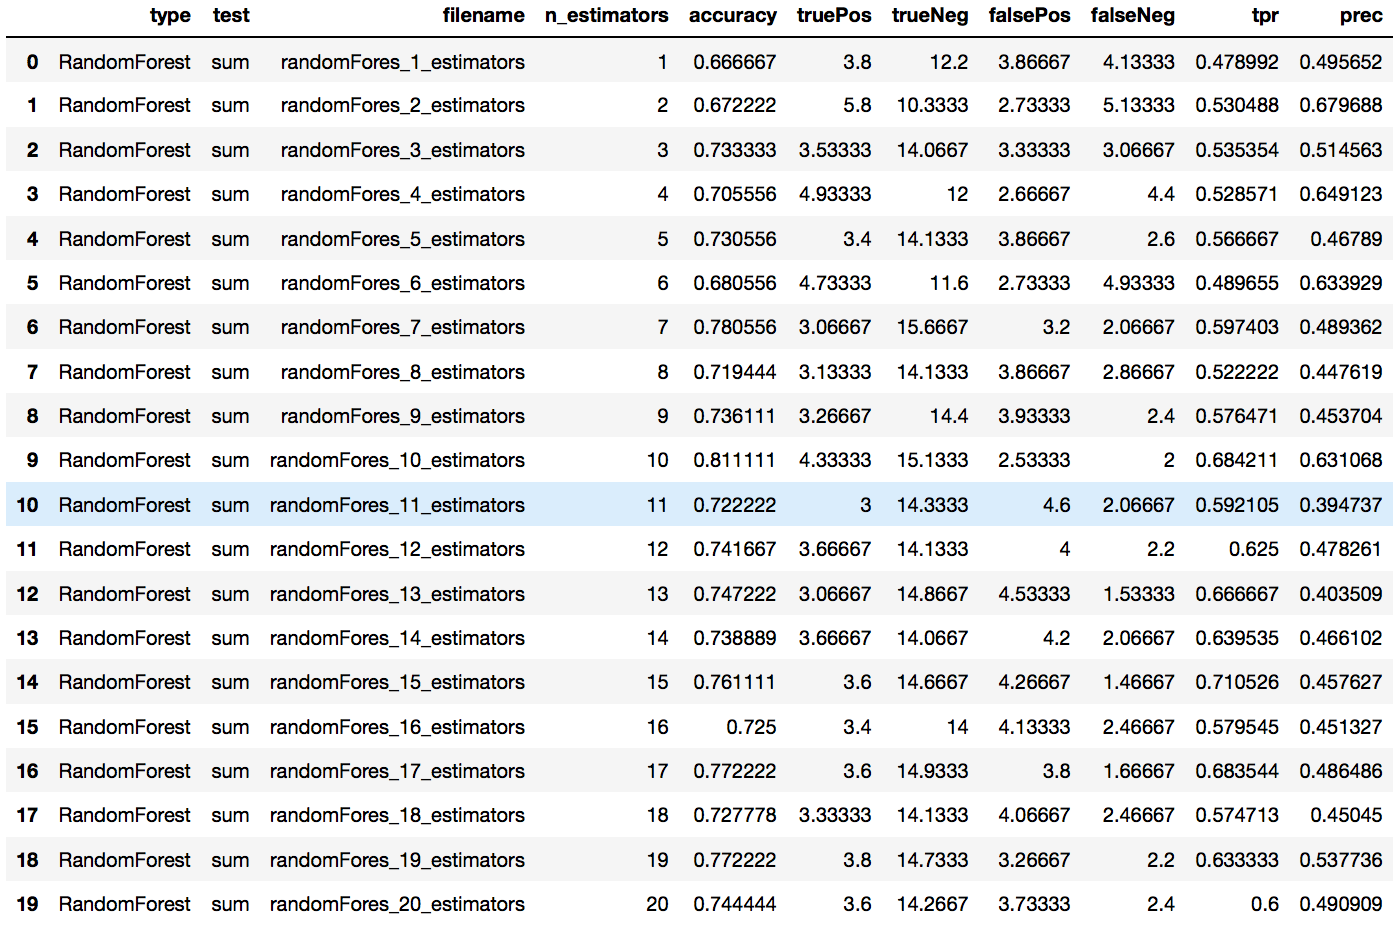 type test filename n_estimators accuracy truePos trueNeg falsePos falseNeg tpr prec
0 RandomForest sum randomFores_1_estimators 1 0.666667 3.8 12.2 3.86667 4.13333 0.478992 0.495652
1 RandomForest sum randomFores_2_estimators 2 0.672222 5.8 10.3333 2.73333 5.13333 0.530488 0.679688
2 RandomForest sum randomFores_3_estimators 3 0.733333 3.53333 14.0667 3.33333 3.06667 0.535354 0.514563
3 RandomForest sum randomFores_4_estimators 4 0.705556 4.93333 12 2.66667 4.4 0.528571 0.649123
4 RandomForest sum randomFores_5_estimators 5 0.730556 3.4 14.1333 3.86667 2.6 0.566667 0.46789
5 RandomForest sum randomFores_6_estimators 6 0.680556 4.73333 11.6 2.73333 4.93333 0.489655 0.633929
6 RandomForest sum randomFores_7_estimators 7 0.780556 3.06667 15.6667 3.2 2.06667 0.597403 0.489362
7 RandomForest sum randomFores_8_estimators 8 0.719444 3.13333 14.1333 3.86667 2.86667 0.522222 0.447619
8 RandomForest sum randomFores_9_estimators 9 0.736111 3.26667 14.4 3.93333 2.4 0.576471 0.453704
9 RandomForest sum randomFores_10_estimators 10 0.811111 4.33333 15.1333 2.53333 2 0.684211 0.631068
10 RandomForest sum randomFores_11_estimators 11 0.722222 3 14.3333 4.6 2.06667 0.592105 0.394737
11 RandomForest sum randomFores_12_estimators 12 0.741667 3.66667 14.1333 4 2.2 0.625 0.478261
12 RandomForest sum randomFores_13_estimators 13 0.747222 3.06667 14.8667 4.53333 1.53333 0.666667 0.403509
13 RandomForest sum randomFores_14_estimators 14 0.738889 3.66667 14.0667 4.2 2.06667 0.639535 0.466102
14 RandomForest sum randomFores_15_estimators 15 0.761111 3.6 14.6667 4.26667 1.46667 0.710526 0.457627
15 RandomForest sum randomFores_16_estimators 16 0.725 3.4 14 4.13333 2.46667 0.579545 0.451327
16 RandomForest sum randomFores_17_estimators 17 0.772222 3.6 14.9333 3.8 1.66667 0.683544 0.486486
17 RandomForest sum randomFores_18_estimators 18 0.727778 3.33333 14.1333 4.06667 2.46667 0.574713 0.45045
18 RandomForest sum randomFores_19_estimators 19 0.772222 3.8 14.7333 3.26667 2.2 0.633333 0.537736
19 RandomForest sum randomFores_20_estimators 20 0.744444 3.6 14.2667 3.73333 2.4 0.6 0.490909